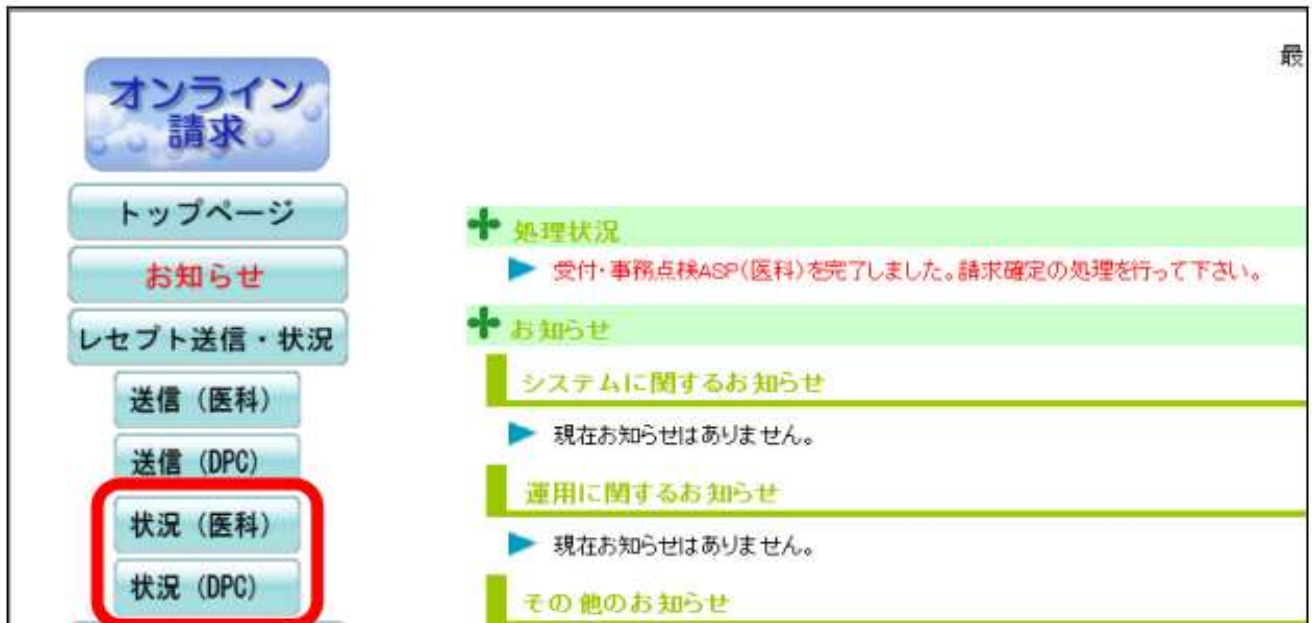 最
オンライン
請求
トップページ
お知らせ
レセプト送信・状況
送信（医科）
送信（DPC）
状況（医科）
状況（DPC）
処理状況
受付・事務点検ASP（医科）を完了しました。請求確定の処理を行って下さい。
お知らせ
システムに関するお知らせ
現在お知らせはありません。
運用に関するお知らせ
現在お知らせはありません。
その他のお知らせ